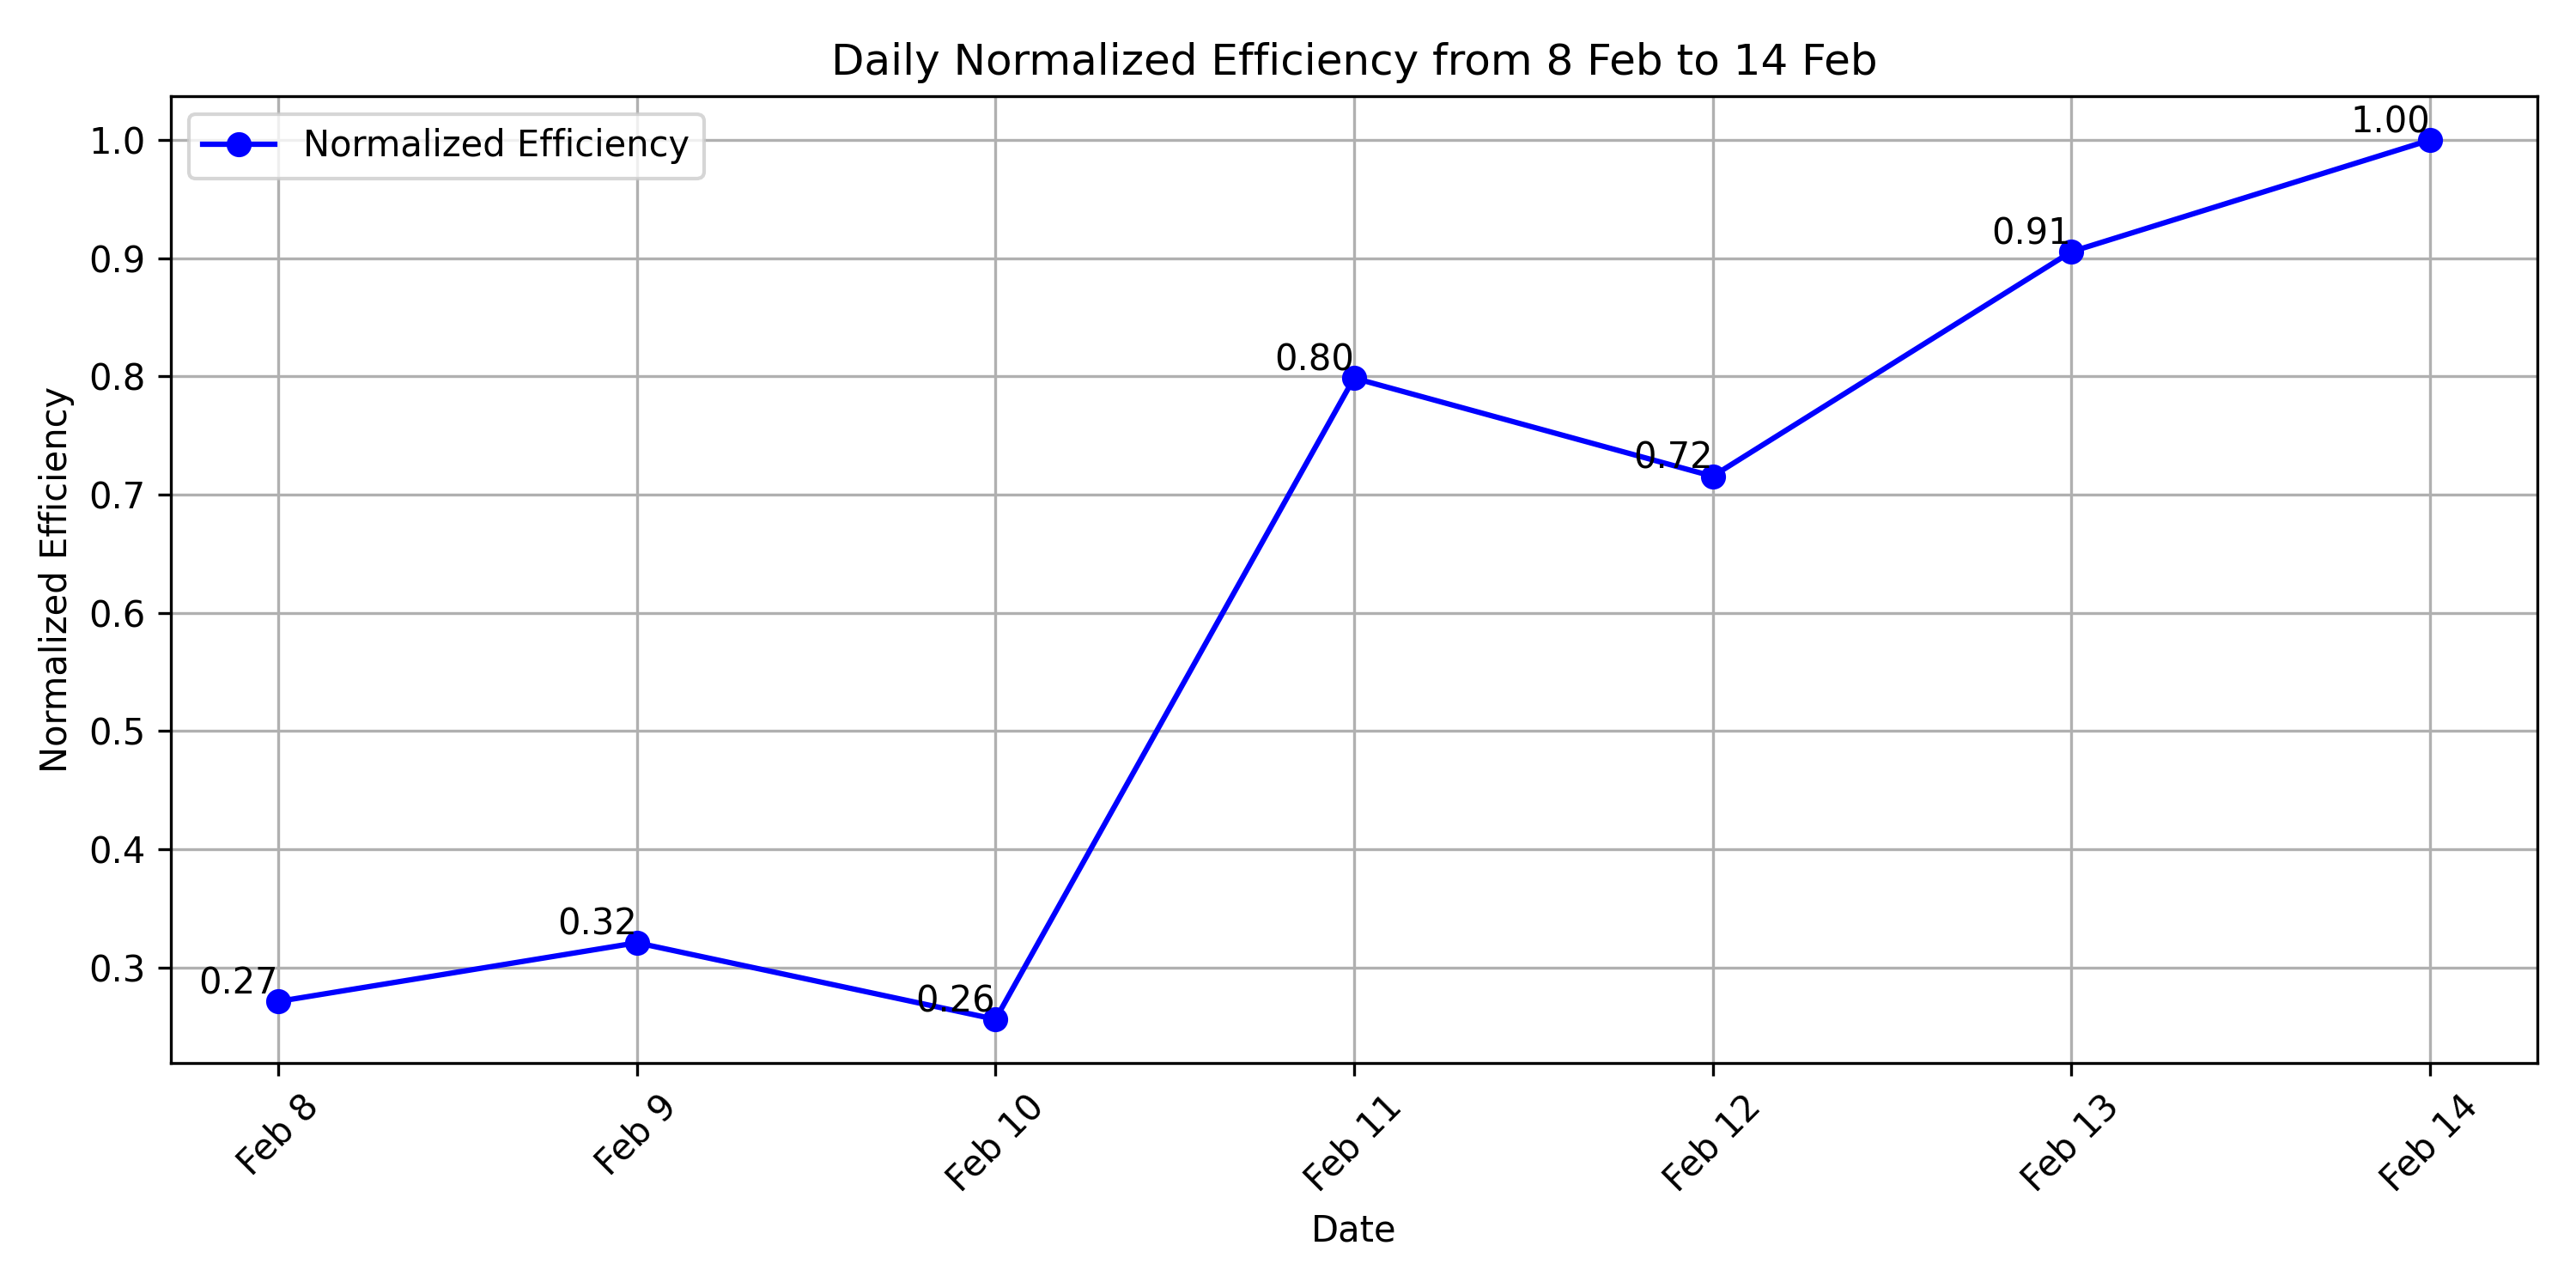 Daily Normalized Efficiency from 8 Feb to 14 Feb
Normalized Efficiency
Normalized Efficiency
1.0
0.9
0.8
0.7
0.6
0.5
0.4
0.3
0.27
0.32
0.26
0.80
0.72
0.91
1.00
Feb 8
Feb 9
Feb 10
Feb 11
Feb 12
Feb 13
Feb 14
Date